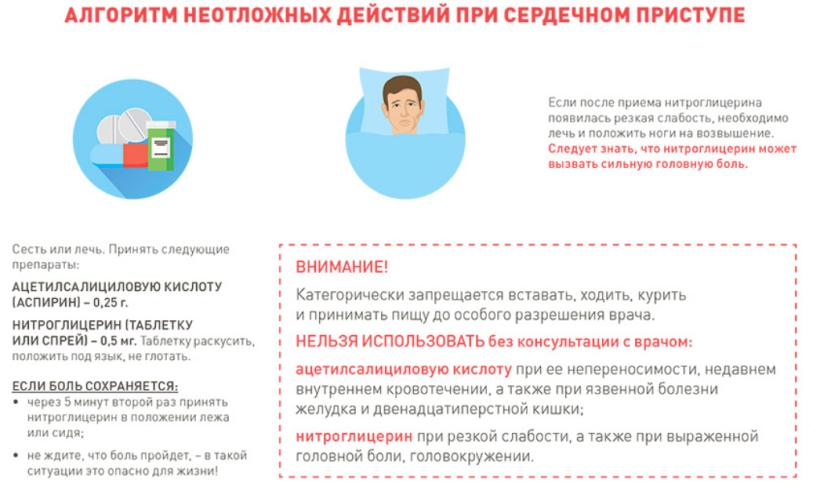 АЛГОРИТМ НЕОТЛОЖНЫХ ДЕЙСТВИЙ ПРИ СЕРДЕЧНОМ ПРИСТУПЕ
Если после приема нитроглицерина
появилась резкая слабость, необходимо
лечь и положить ноги на возвышение.
Следует знать, что нитроглицерин может
вызвать сильную головную боль.
Сесть или лечь. Принять следующие
препараты:
АЦЕТИЛСАЛИЦИЛОВУЮ КИСЛОТУ
(АСПИРИН) – 0,25 г.
НИТРОГЛИЦЕРИН (ТАБЛЕТКУ
ИЛИ СПРЕЙ) – 0,5 мг. Таблетку раскусить,
положить под язык, не глотать.
ЕСЛИ БОЛЬ СОХРАНЯЕТСЯ:
• через 5 минут второй раз принять
нитроглицерин в положении лежа
или сидя;
• не ждите, что боль пройдет, – в такой
ситуации это опасно для жизни!
ВНИМАНИЕ!
Категорически запрещается вставать, ходить, курить
и принимать пищу до особого разрешения врача.
НЕЛЬЗЯ ИСПОЛЬЗОВАТЬ без консультации с врачом:
ацетилсалициловую кислоту при ее непереносимости, недавнем
внутреннем кровотечении, а также при язвенной болезни
желудка и двенадцатиперстной кишки;
нитроглицерин при резкой слабости, а также при выраженной
головной боли, головокружении.